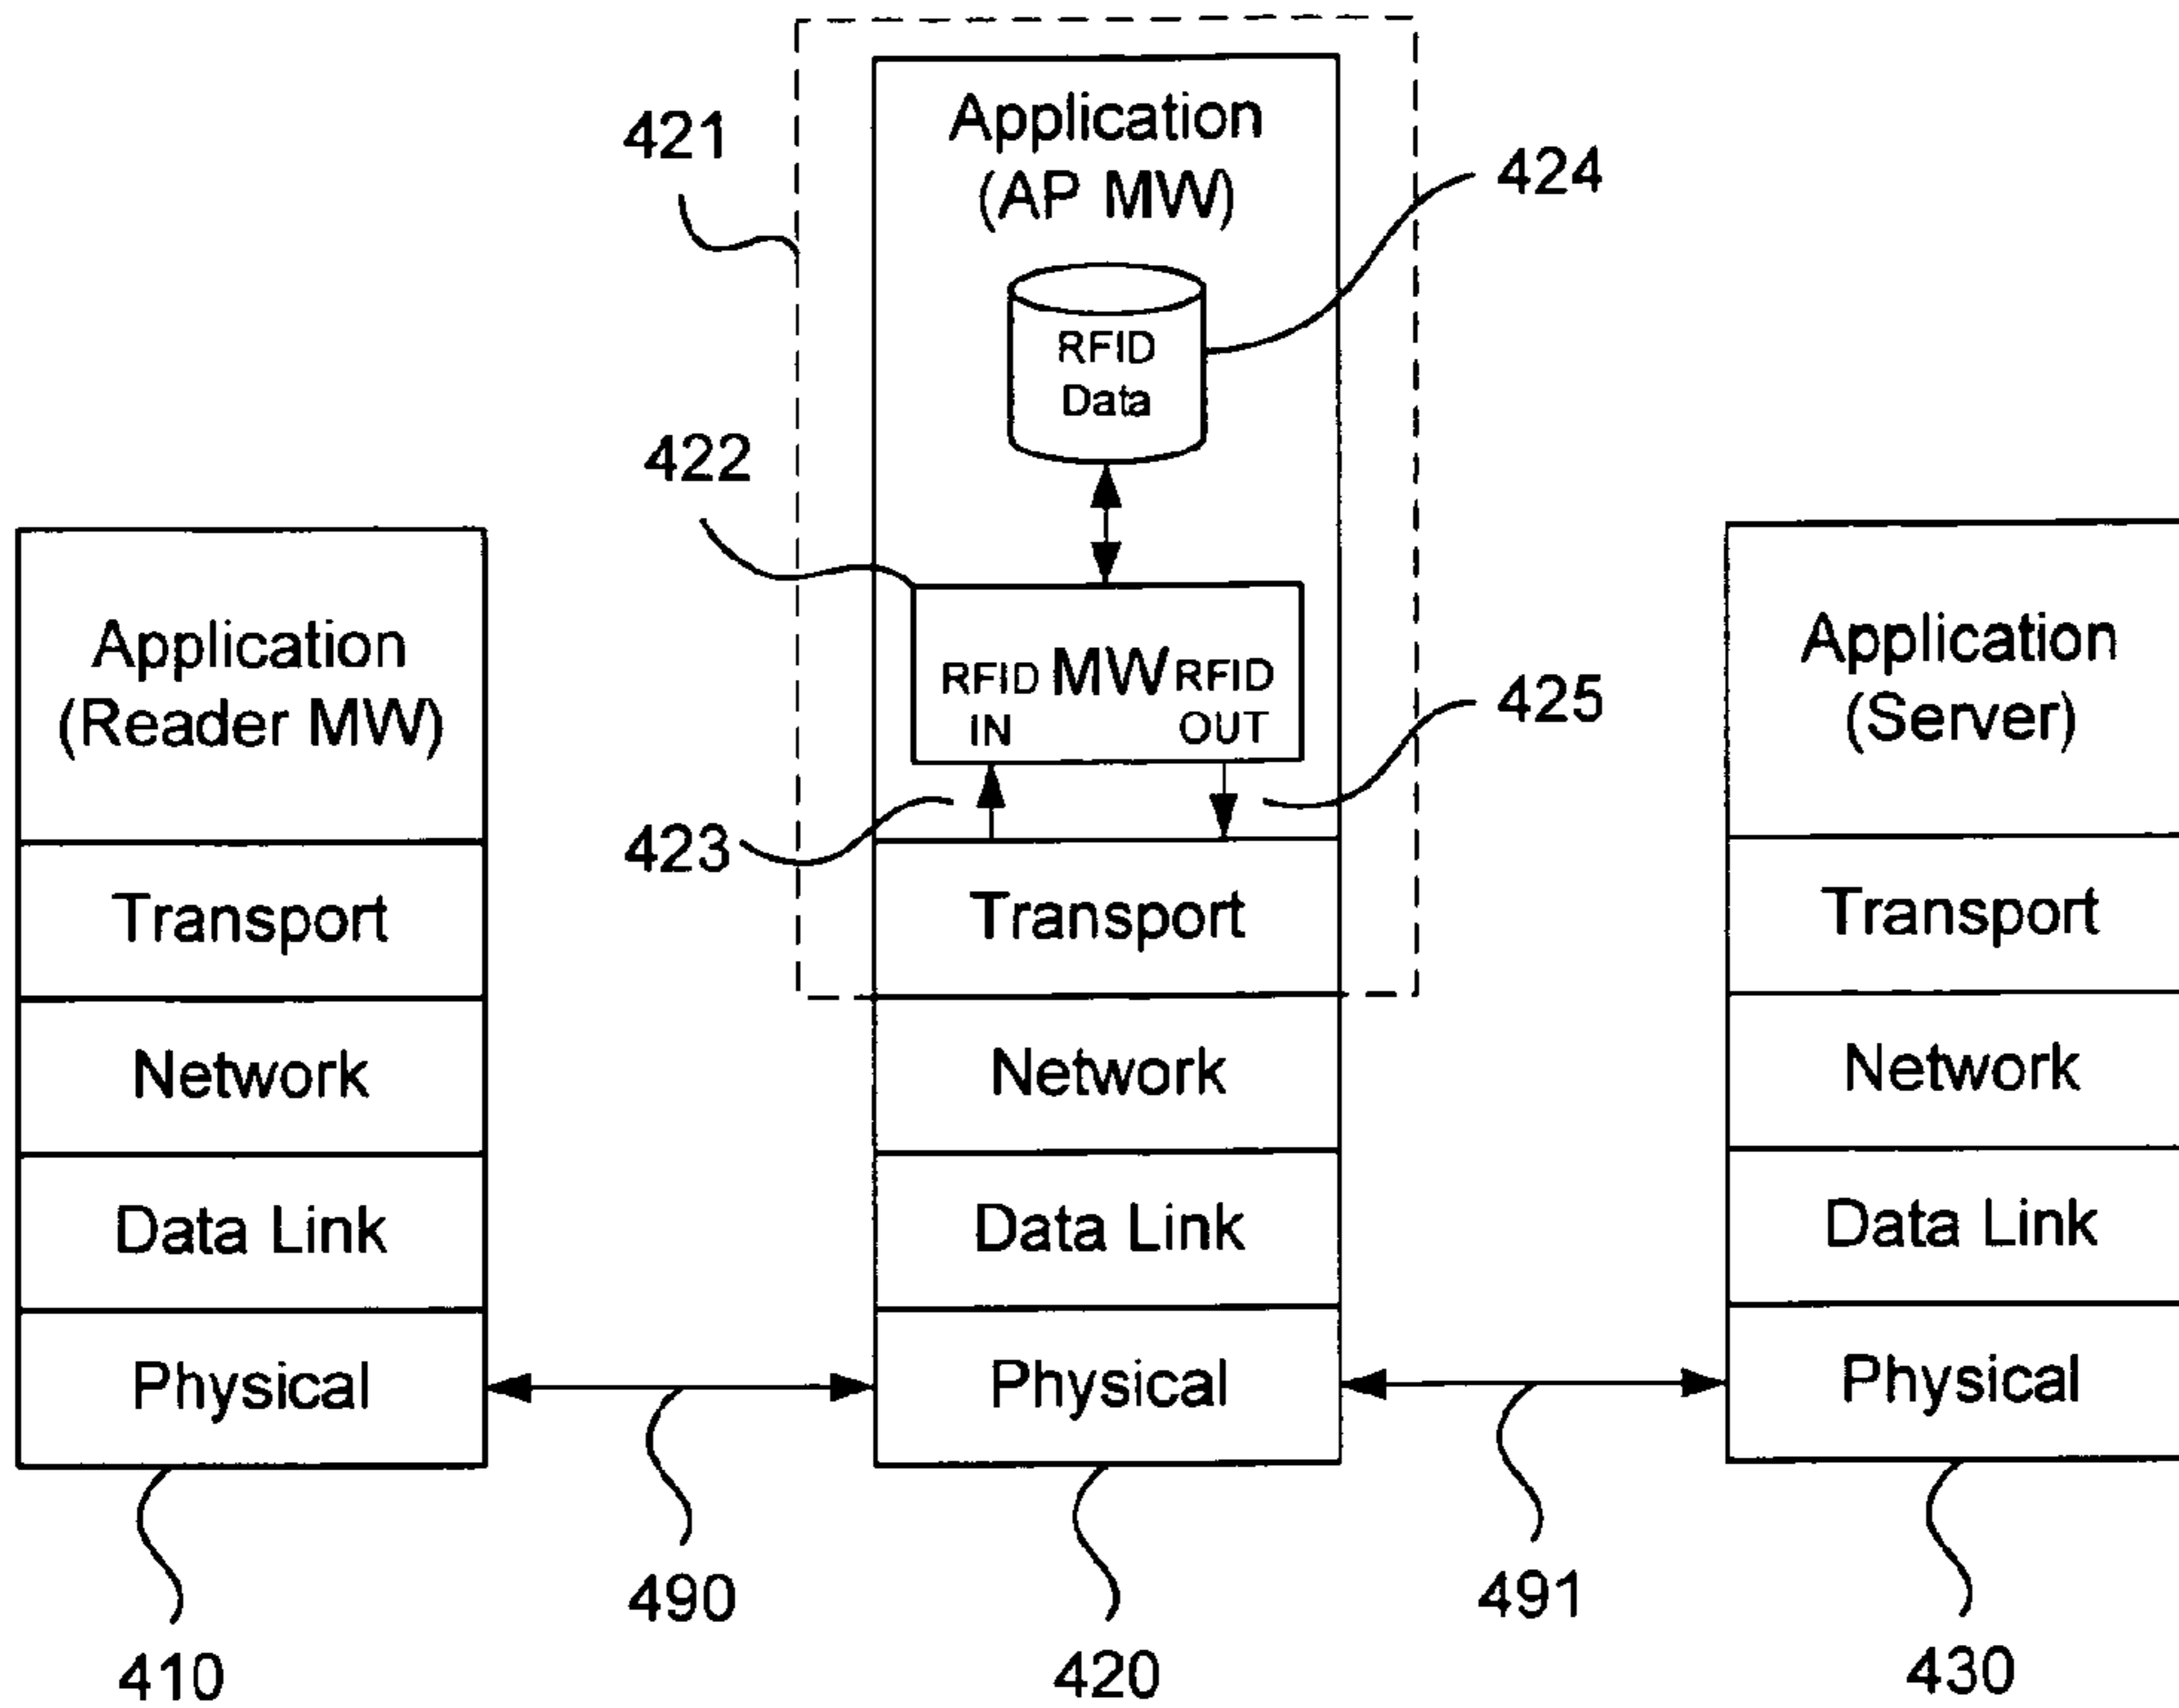 Application
(AP MW)
421
424
RFID
Data
422
Application
(Reader MW)
RFID MW RFID
IN OUT
425
Application
(Server)
423
Transport
Transport
Transport
Network
Network
Network
Data Link
Data Link
Data Link
Physical
Physical
Physical
490
491
410
420
430